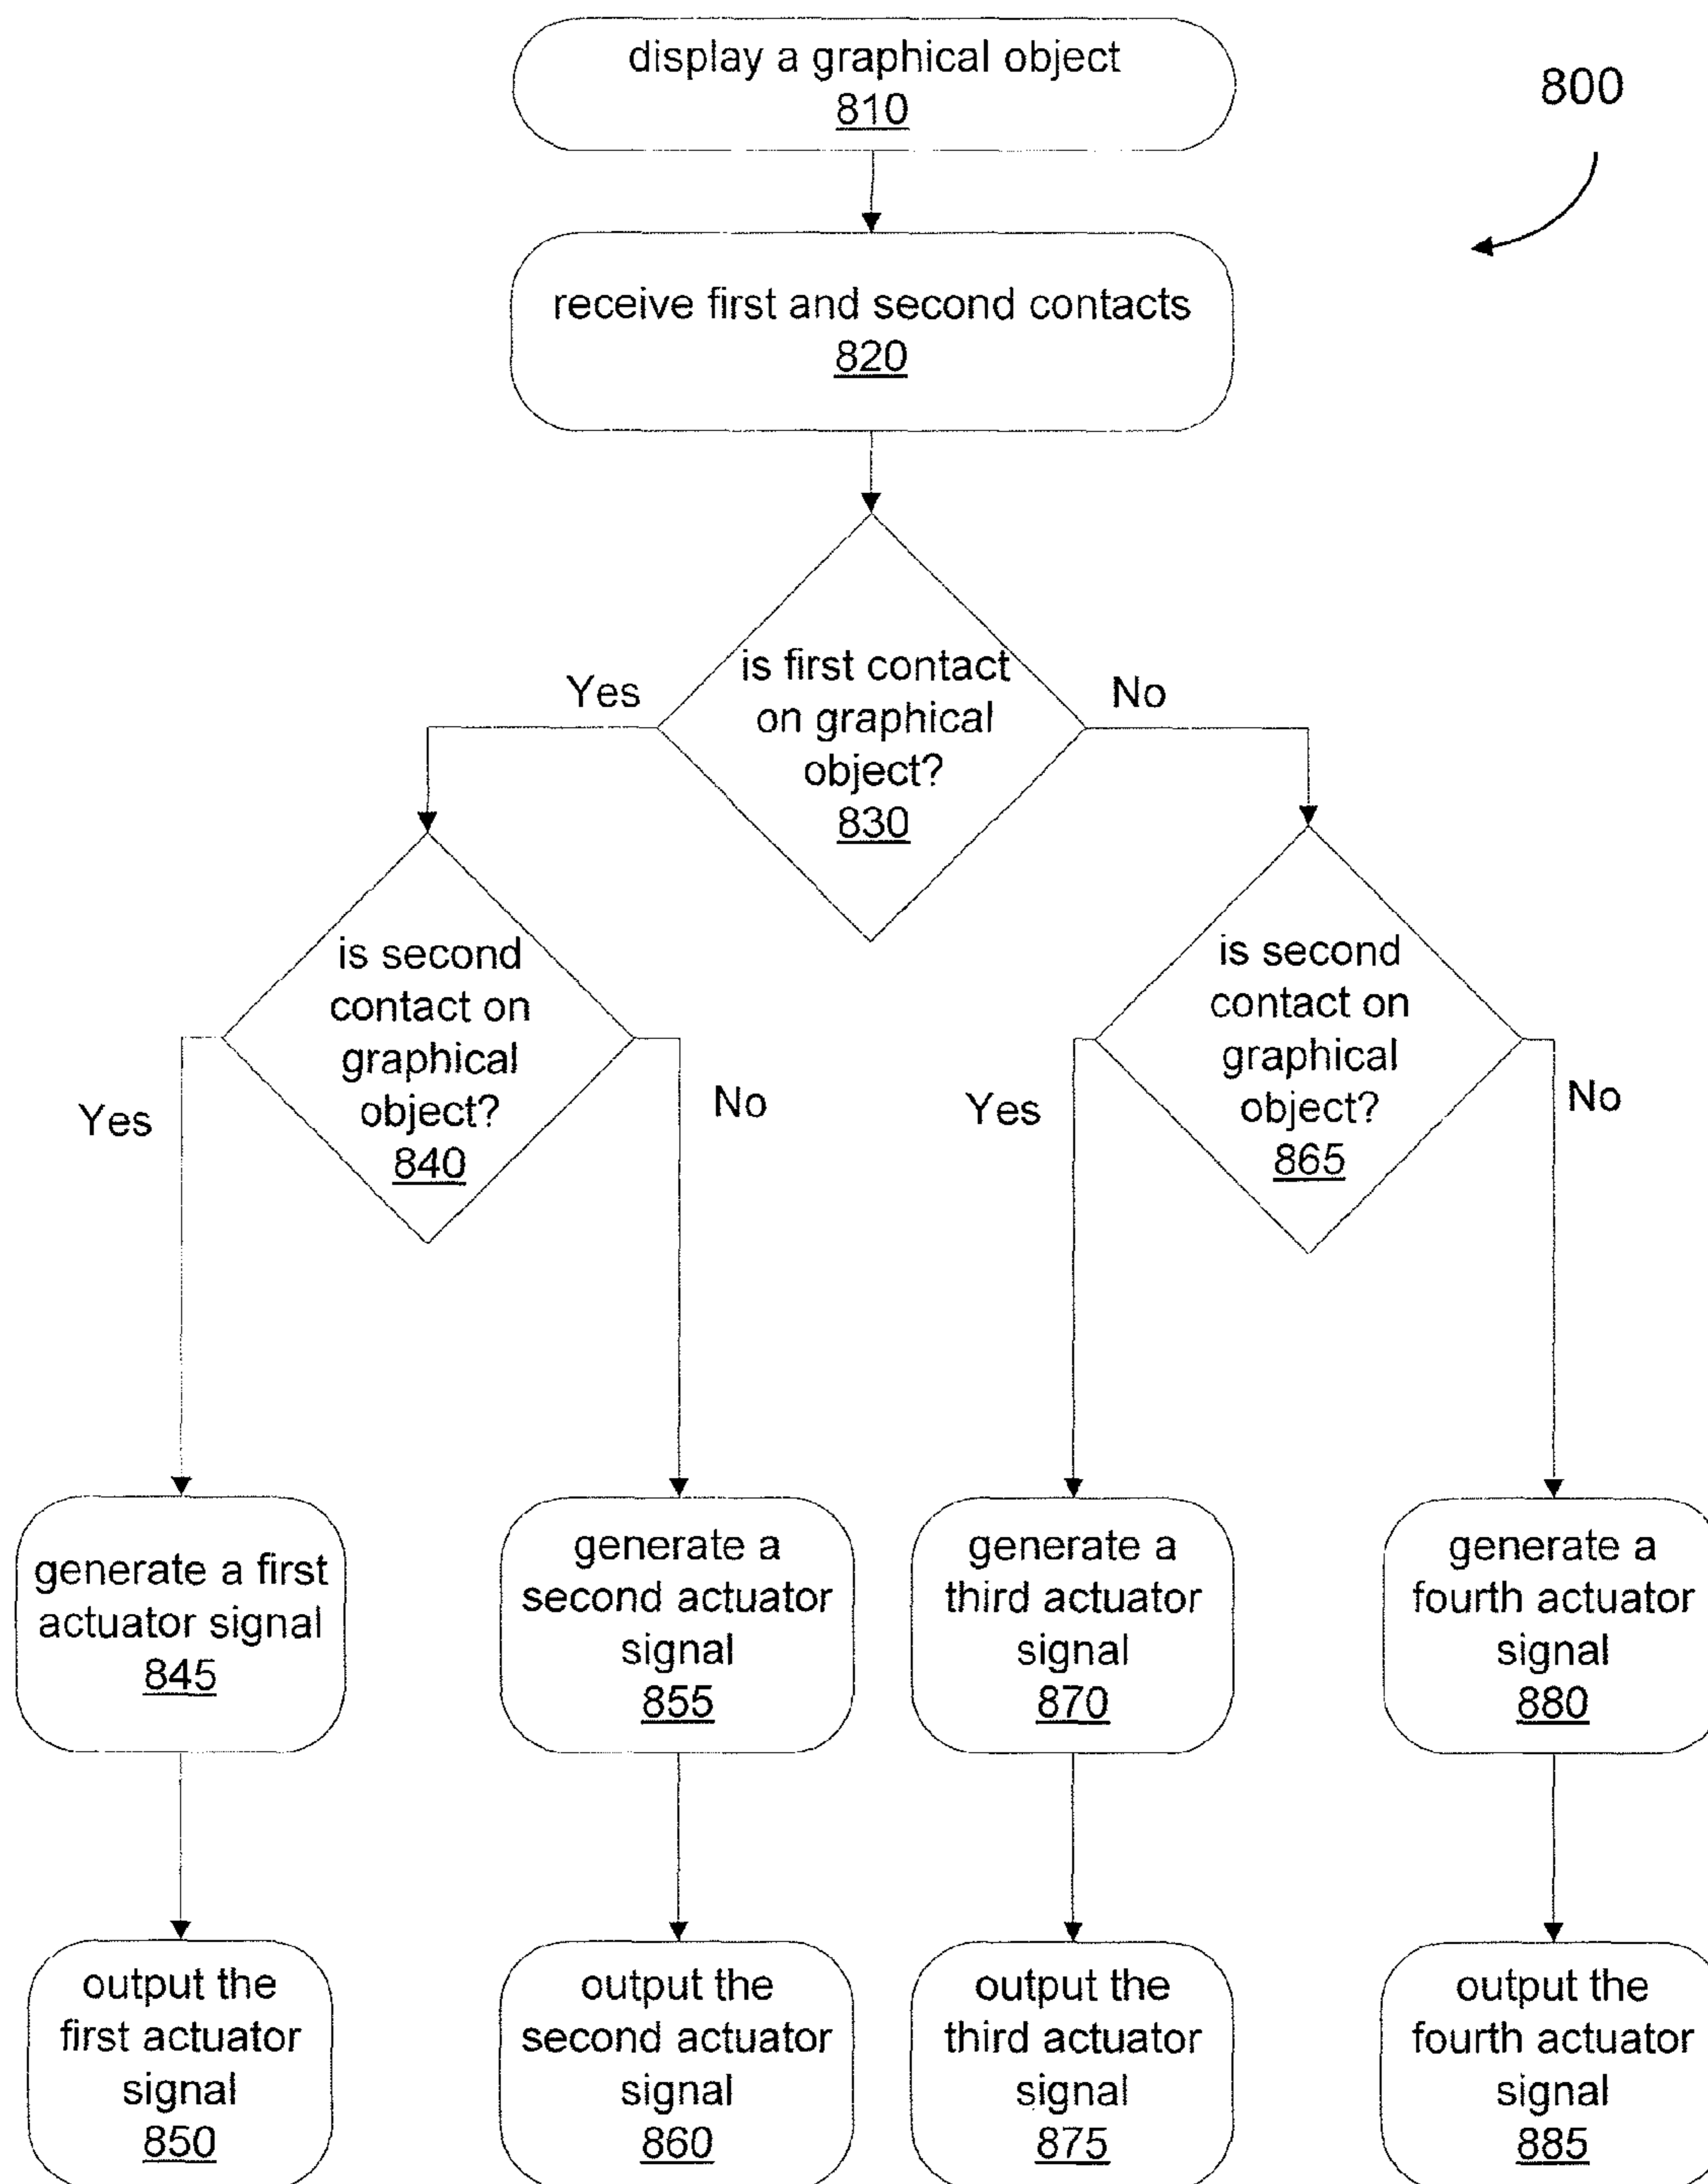 display a graphical object
810
800
receive first and second contacts
820
is first contact
on graphical
object?
830
Yes
No
is second
contact on
graphical
object?
840
Yes
No
is second
contact on
graphical
object?
865
Yes
No
generate a first
actuator signal
845
generate a
second actuator
signal
855
generate a
third actuator
signal
870
generate a
fourth actuator
signal
880
output the
first actuator
signal
850
output the
second actuator
signal
860
output the
third actuator
signal
875
output the
fourth actuator
signal
885